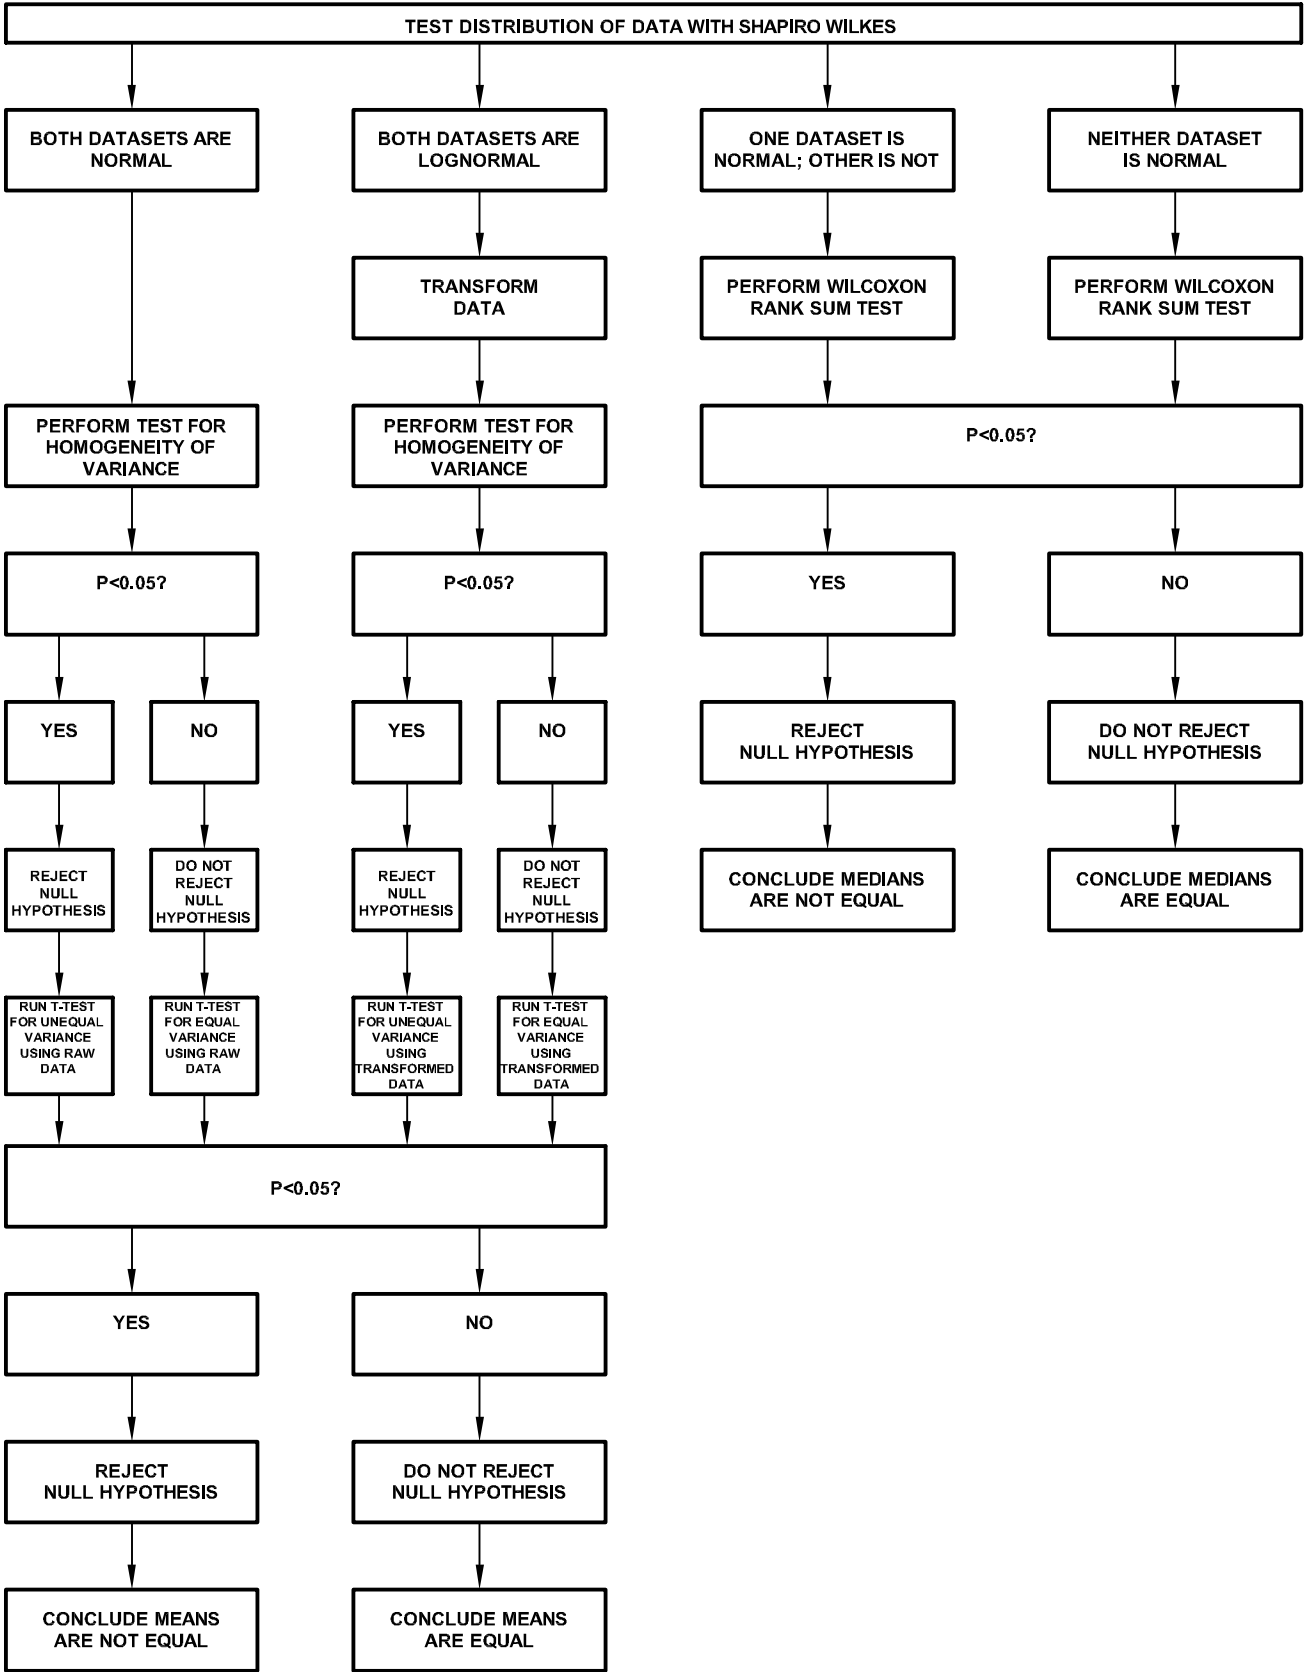 TEST DISTRIBUTION OF DATA WITH SHAPIRO WILKES
BOTH DATASETS ARE
NORMAL
BOTH DATASETS ARE
LOGNORMAL
ONE DATASET IS
NORMAL; OTHER IS NOT
NEITHER DATASET
IS NORMAL
TRANSFORM
DATA
PERFORM WILCOXON
RANK SUM TEST
PERFORM WILCOXON
RANK SUM TEST
PERFORM TEST FOR
HOMOGENEITY OF
VARIANCE
PERFORM TEST FOR
HOMOGENEITY OF
VARIANCE
P<0.05?
P<0.05?
P<0.05?
YES
NO
YES
NO
YES
NO
REJECT
NULL HYPOTHESIS
DO NOT REJECT
NULL HYPOTHESIS
REJECT
NULL
HYPOTHESIS
DO NOT
REJECT
NULL
HYPOTHESIS
REJECT
NULL
HYPOTHESIS
DO NOT
REJECT
NULL
HYPOTHESIS
CONCLUDE MEDIANS
ARE NOT EQUAL
CONCLUDE MEDIANS
ARE EQUAL
RUN T-TEST
FOR UNEQUAL
VARIANCE
USING RAW
DATA
RUN T-TEST
FOR EQUAL
VARIANCE
USING RAW
DATA
RUN T-TEST
FOR UNEQUAL
VARIANCE
USING
TRANSFORMED
DATA
RUN T-TEST
FOR EQUAL
VARIANCE
USING
TRANSFORMED
DATA
P<0.05?
YES
NO
REJECT
NULL HYPOTHESIS
DO NOT REJECT
NULL HYPOTHESIS
CONCLUDE MEANS
ARE NOT EQUAL
CONCLUDE MEANS
ARE EQUAL